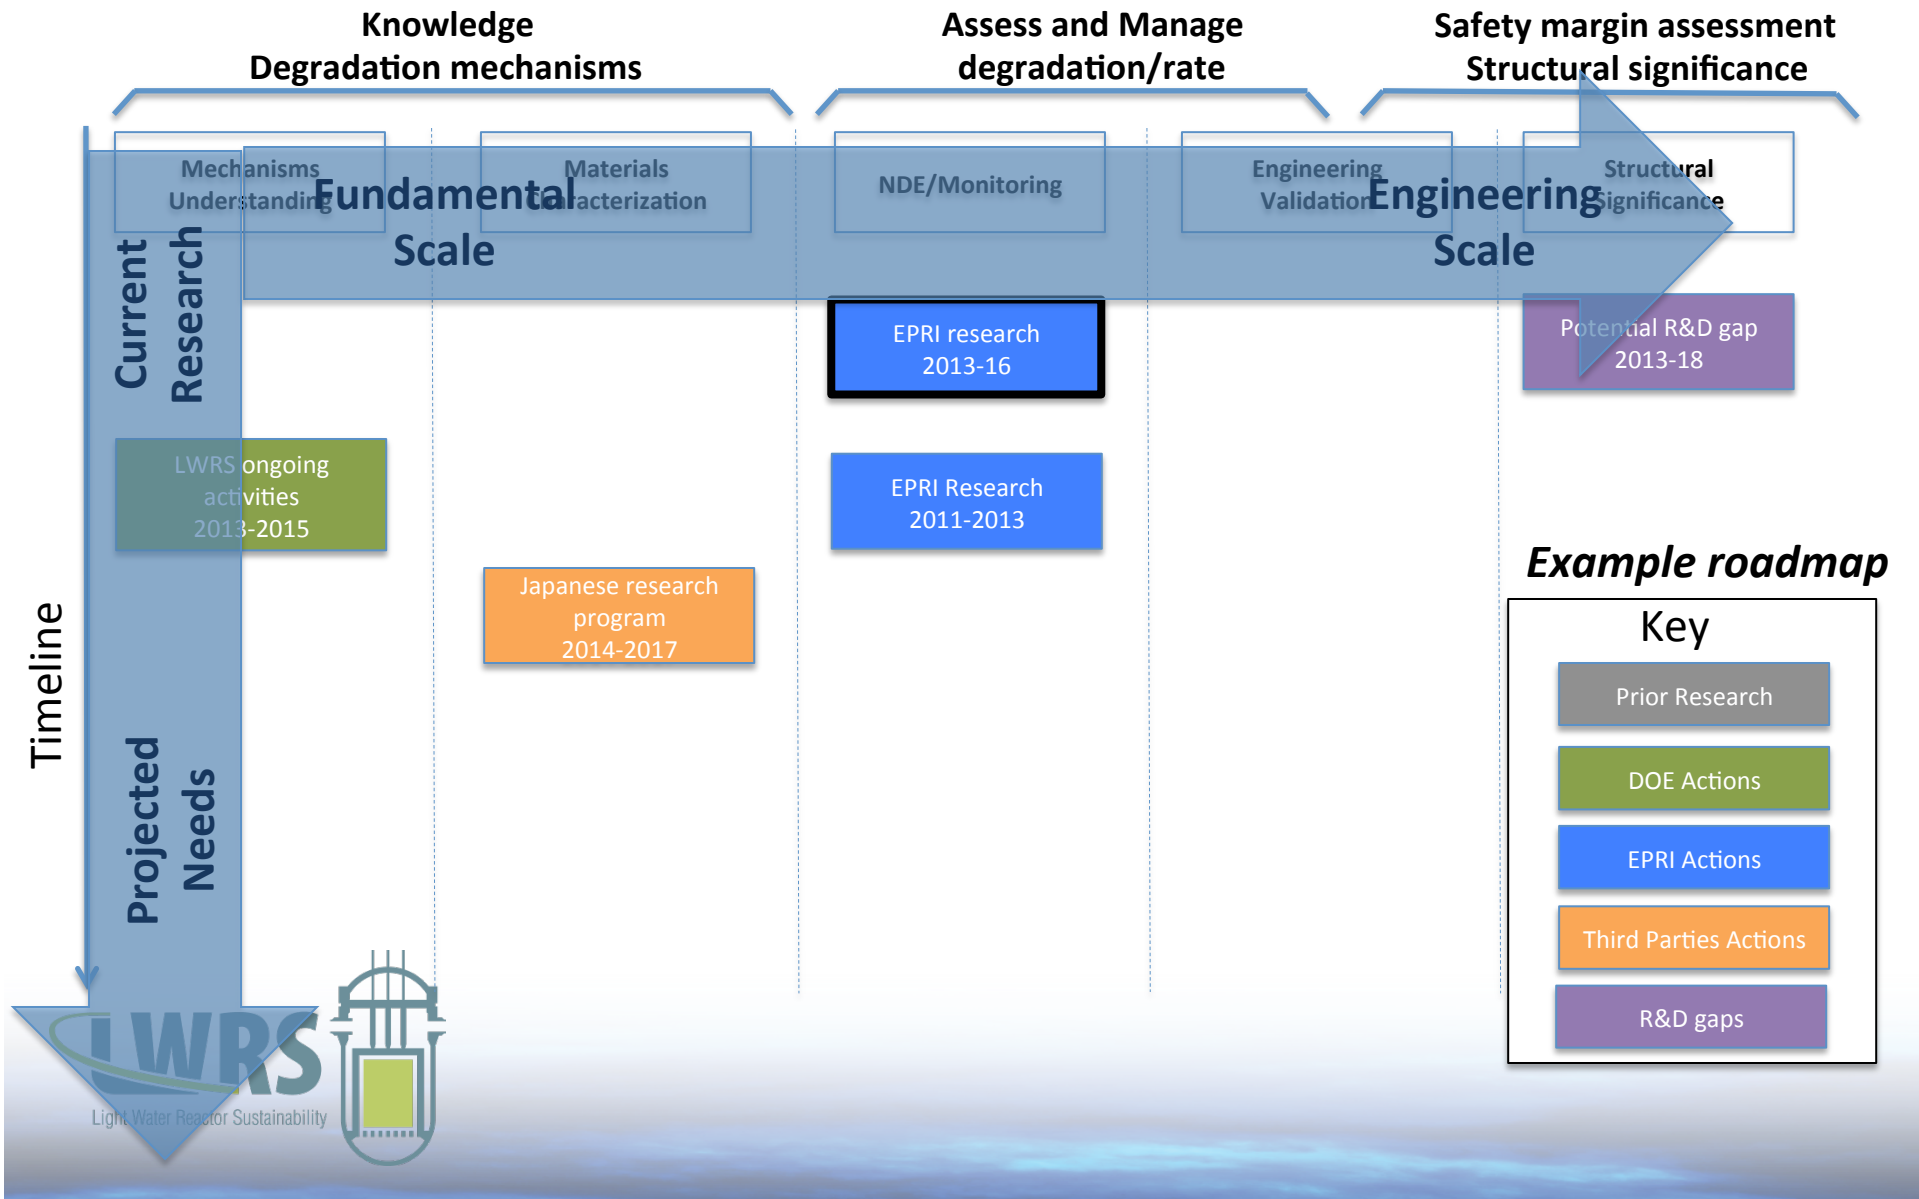 Knowledge
Degradation mechanisms
Assess and Manage
degradation/rate
Safety margin assessment
Structural significance
Mechanisms
Understanding
Materials
Characterization
NDE/Monitoring
Engineering
Validation
Structural
Significance
Fundamental
Scale
Engineering
Scale
Current
Research
EPRI research
2013-16
Potential R&D gap
2013-18
LWRS ongoing
activities
2013-2015
EPRI Research
2011-2013
Japanese research
program
2014-2017
Timeline
Projected
Needs
Example roadmap
Key
Prior Research
DOE Actions
EPRI Actions
Third Parties Actions
R&D gaps
LWRS
Light Water Reactor Sustainability